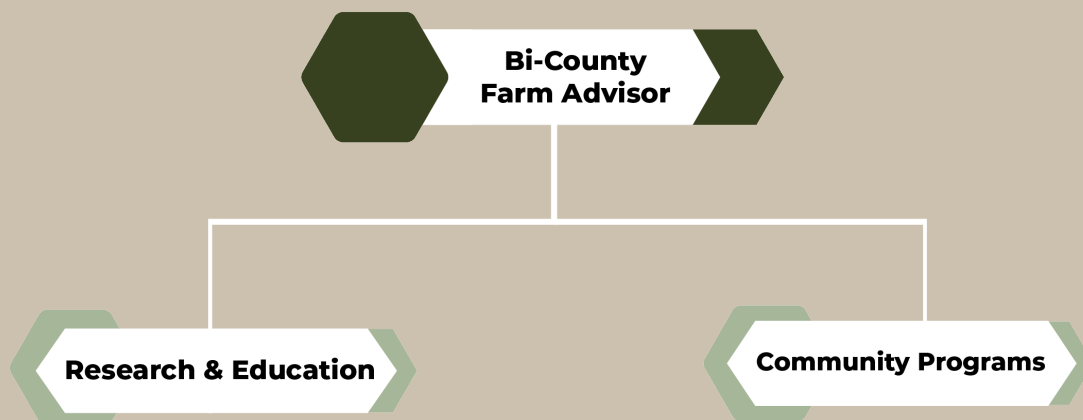 Bi-County
Farm Advisor
Research & Education
Community Programs